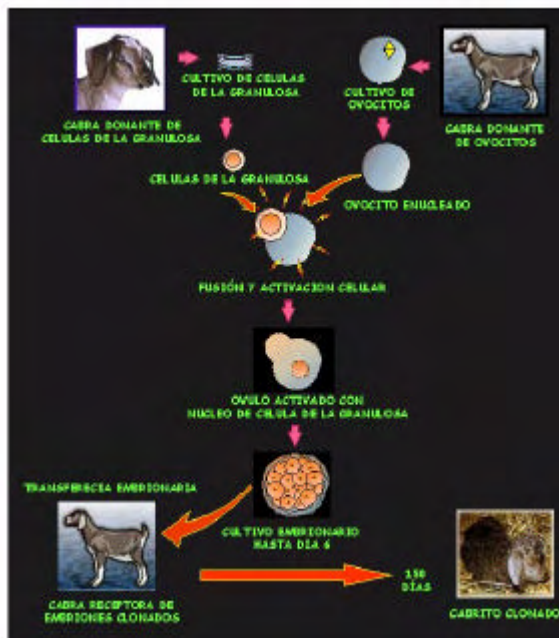 CULTIVO DE CELULAS
DE LA GRANULOSA
CULTIVO DE
OVOCITOS
CABRA DONANTE DE
CELULAS DE LA GRANULOSA
CABRA DONANTE
DE OVOCITOS
CELULAS DE LA GRANULOSA
OVOCITO ENUCLEADO
FUSIÓN Y ACTIVACION CELULAR
OVULO ACTIVADO CON
NUCLEO DE CELULA DE LA GRANULOSA
TRANSFERECIA EMBRIONARIA
CULTIVO EMBRIONARIO
HASTA DIA 6
CABRA RECEPTORA DE
EMBRIONES CLONADOS
150
DÍAS
CABRITO CLONADO